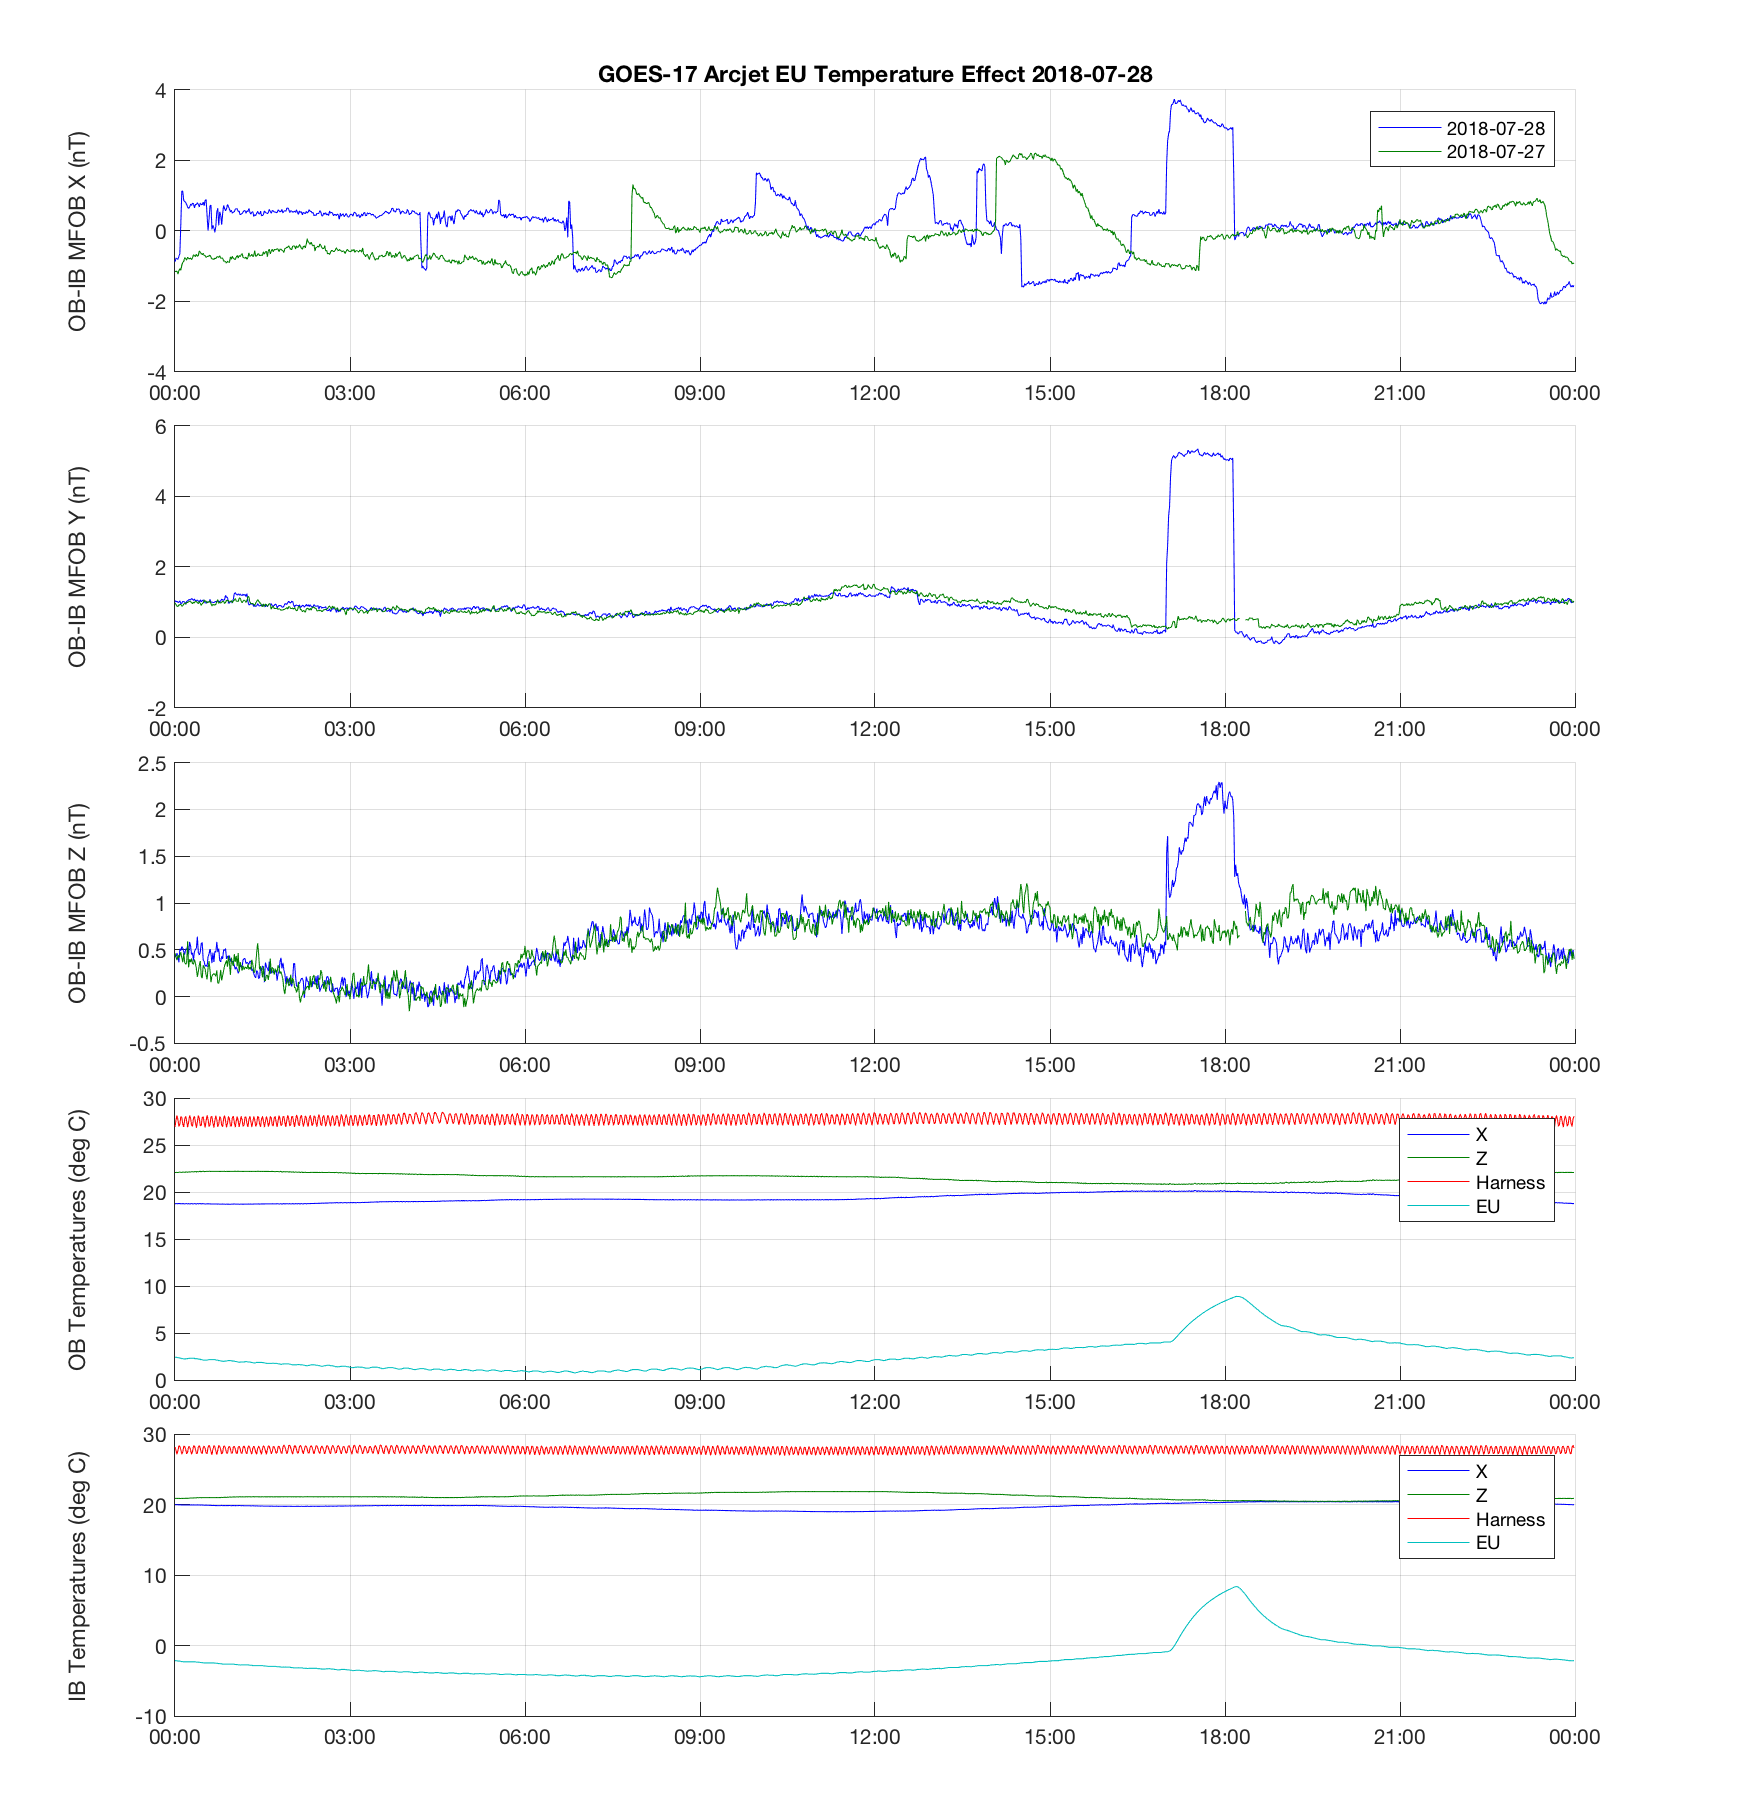 GOES-17 Arcjet EU Temperature Effect 2018-07-28
OB-IB MFOB X (nT)
4
2
0
-2
-4
2018-07-28
2018-07-27
00:00 03:00 06:00 09:00 12:00 15:00 18:00 21:00 00:00
OB-IB MFOB Y (nT)
6
4
2
0
-2
00:00 03:00 06:00 09:00 12:00 15:00 18:00 21:00 00:00
OB-IB MFOB Z (nT)
2.5
2
1.5
1
0.5
0
-0.5
00:00 03:00 06:00 09:00 12:00 15:00 18:00 21:00 00:00
OB Temperatures (deg C)
30
25
20
15
10
5
0
X
Z
Harness
EU
00:00 03:00 06:00 09:00 12:00 15:00 18:00 21:00 00:00
IB Temperatures (deg C)
30
20
10
0
-10
X
Z
Harness
EU
00:00 03:00 06:00 09:00 12:00 15:00 18:00 21:00 00:00